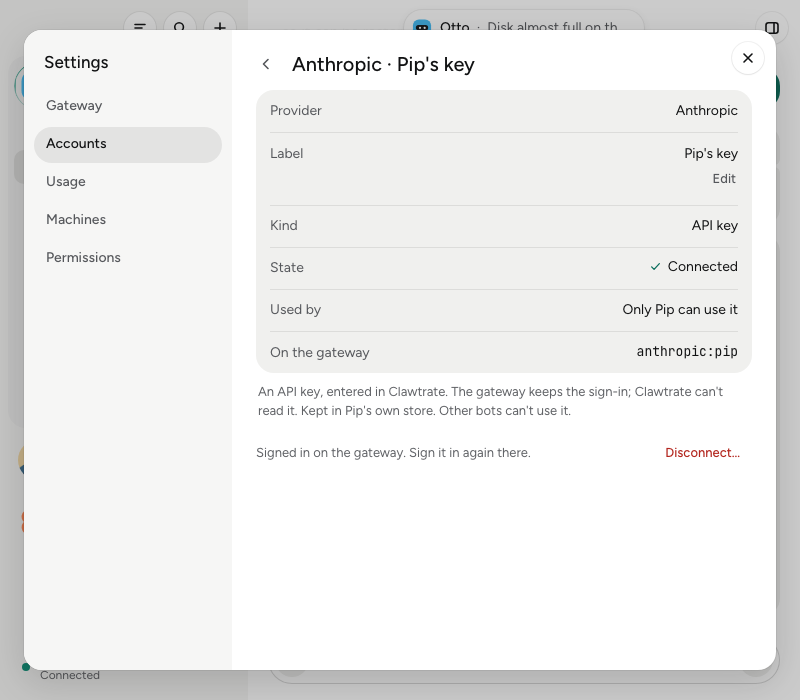 Otto · Disk almost full on th
Settings
Gateway
Accounts
Usage
Machines
Permissions
Anthropic · Pip's key
Provider Anthropic
Label Pip's key
Edit
Kind API key
State Connected
Used by Only Pip can use it
On the gateway anthropic:pip
An API key, entered in Clawtrate. The gateway keeps the sign-in; Clawtrate can't
read it. Kept in Pip's own store. Other bots can't use it.
Signed in on the gateway. Sign it in again there. Disconnect...
Connected